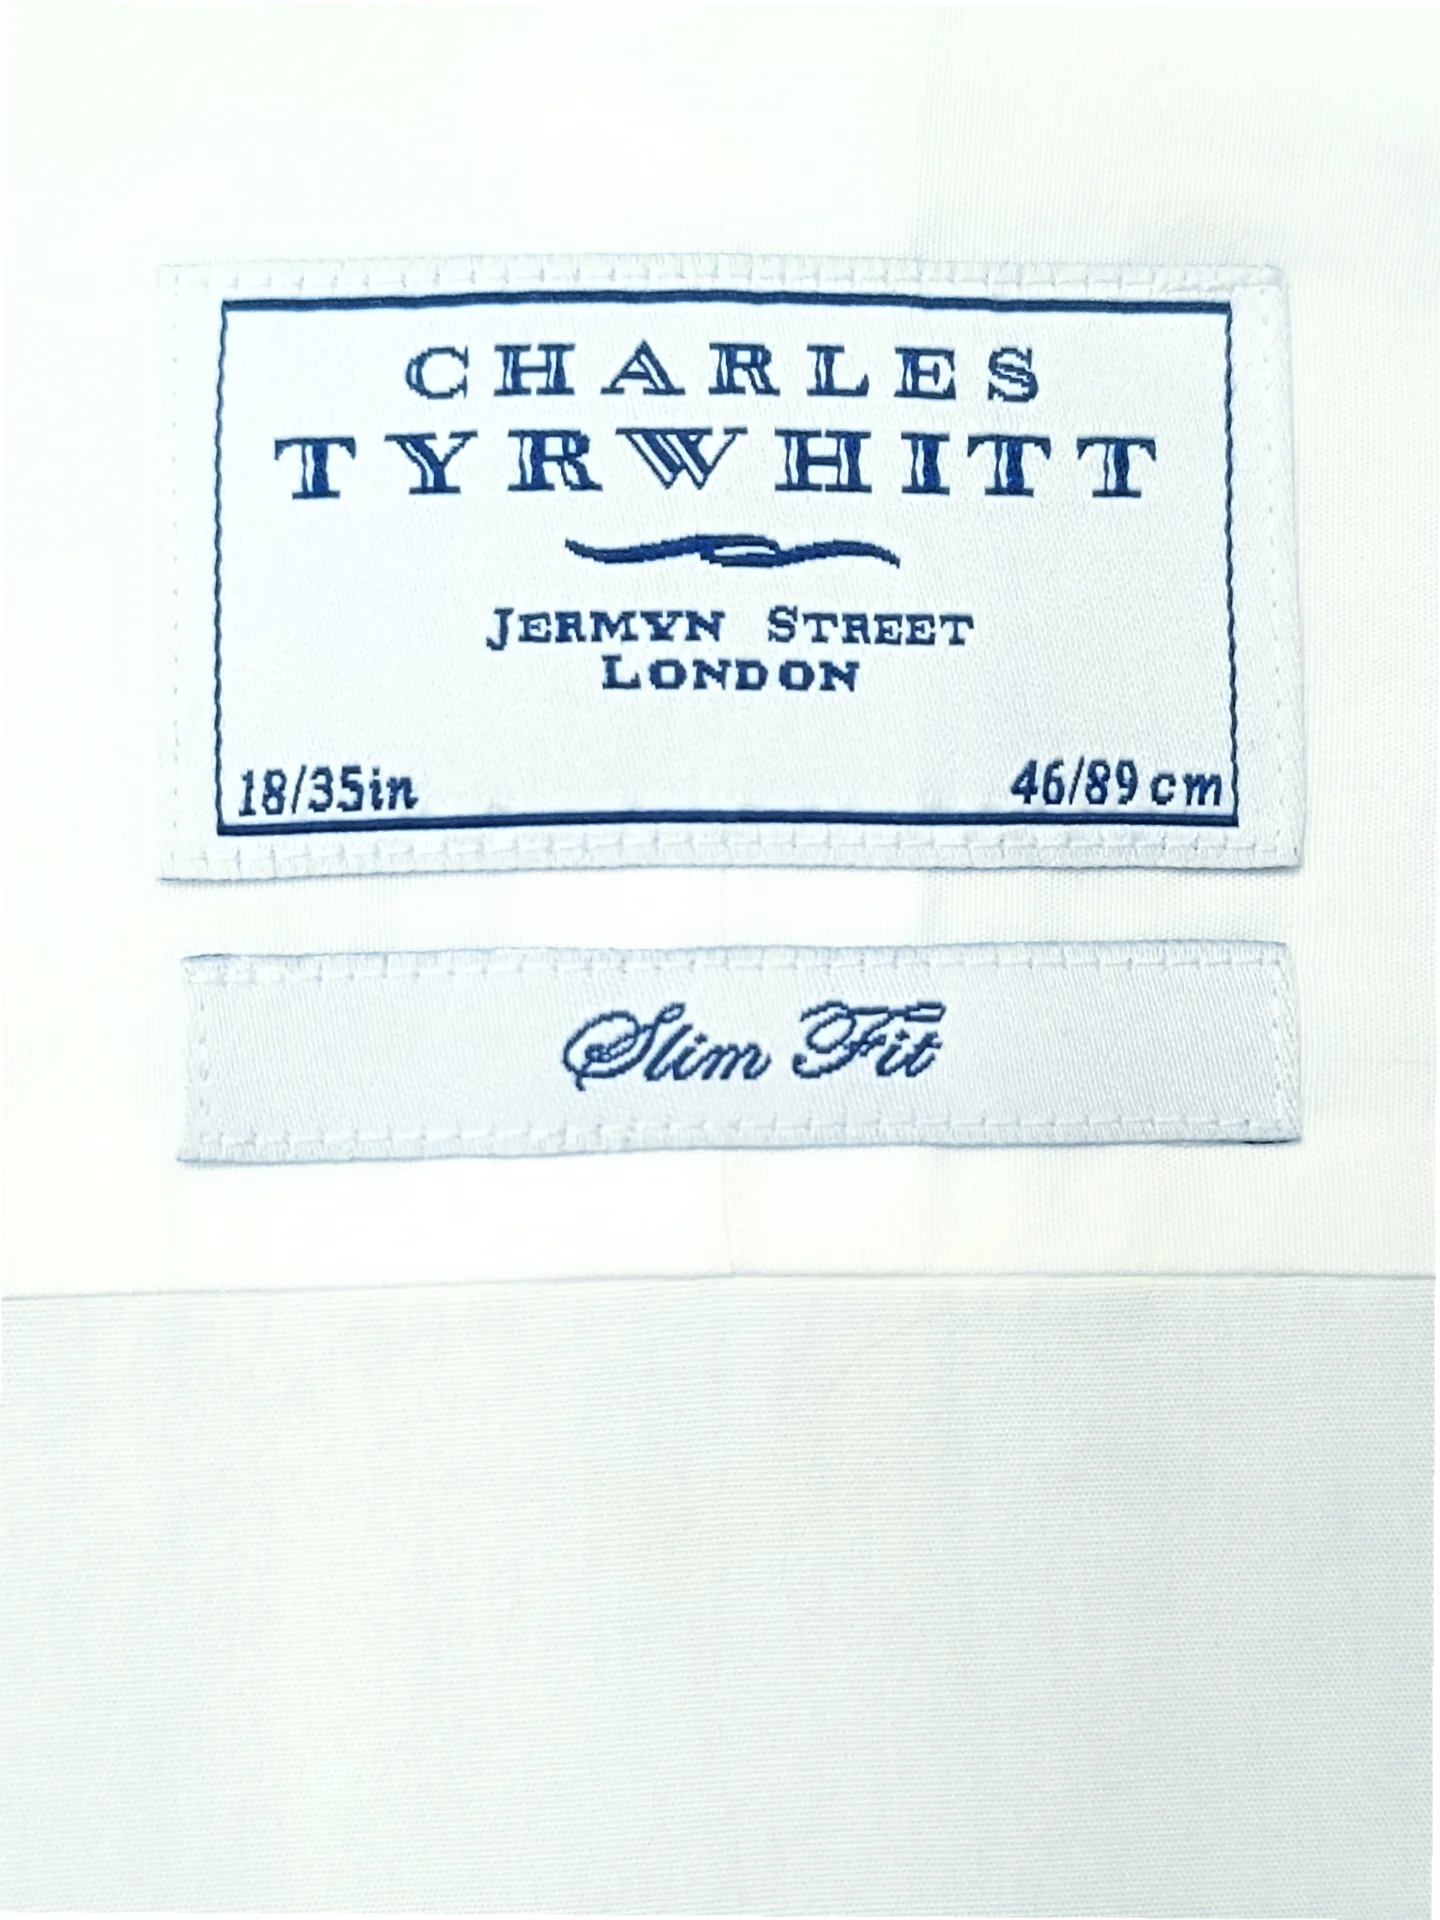 CHARLES
TYRWHITT
JERMYN STREET
LONDON
18/35in 46/89 cm
Slim Fit